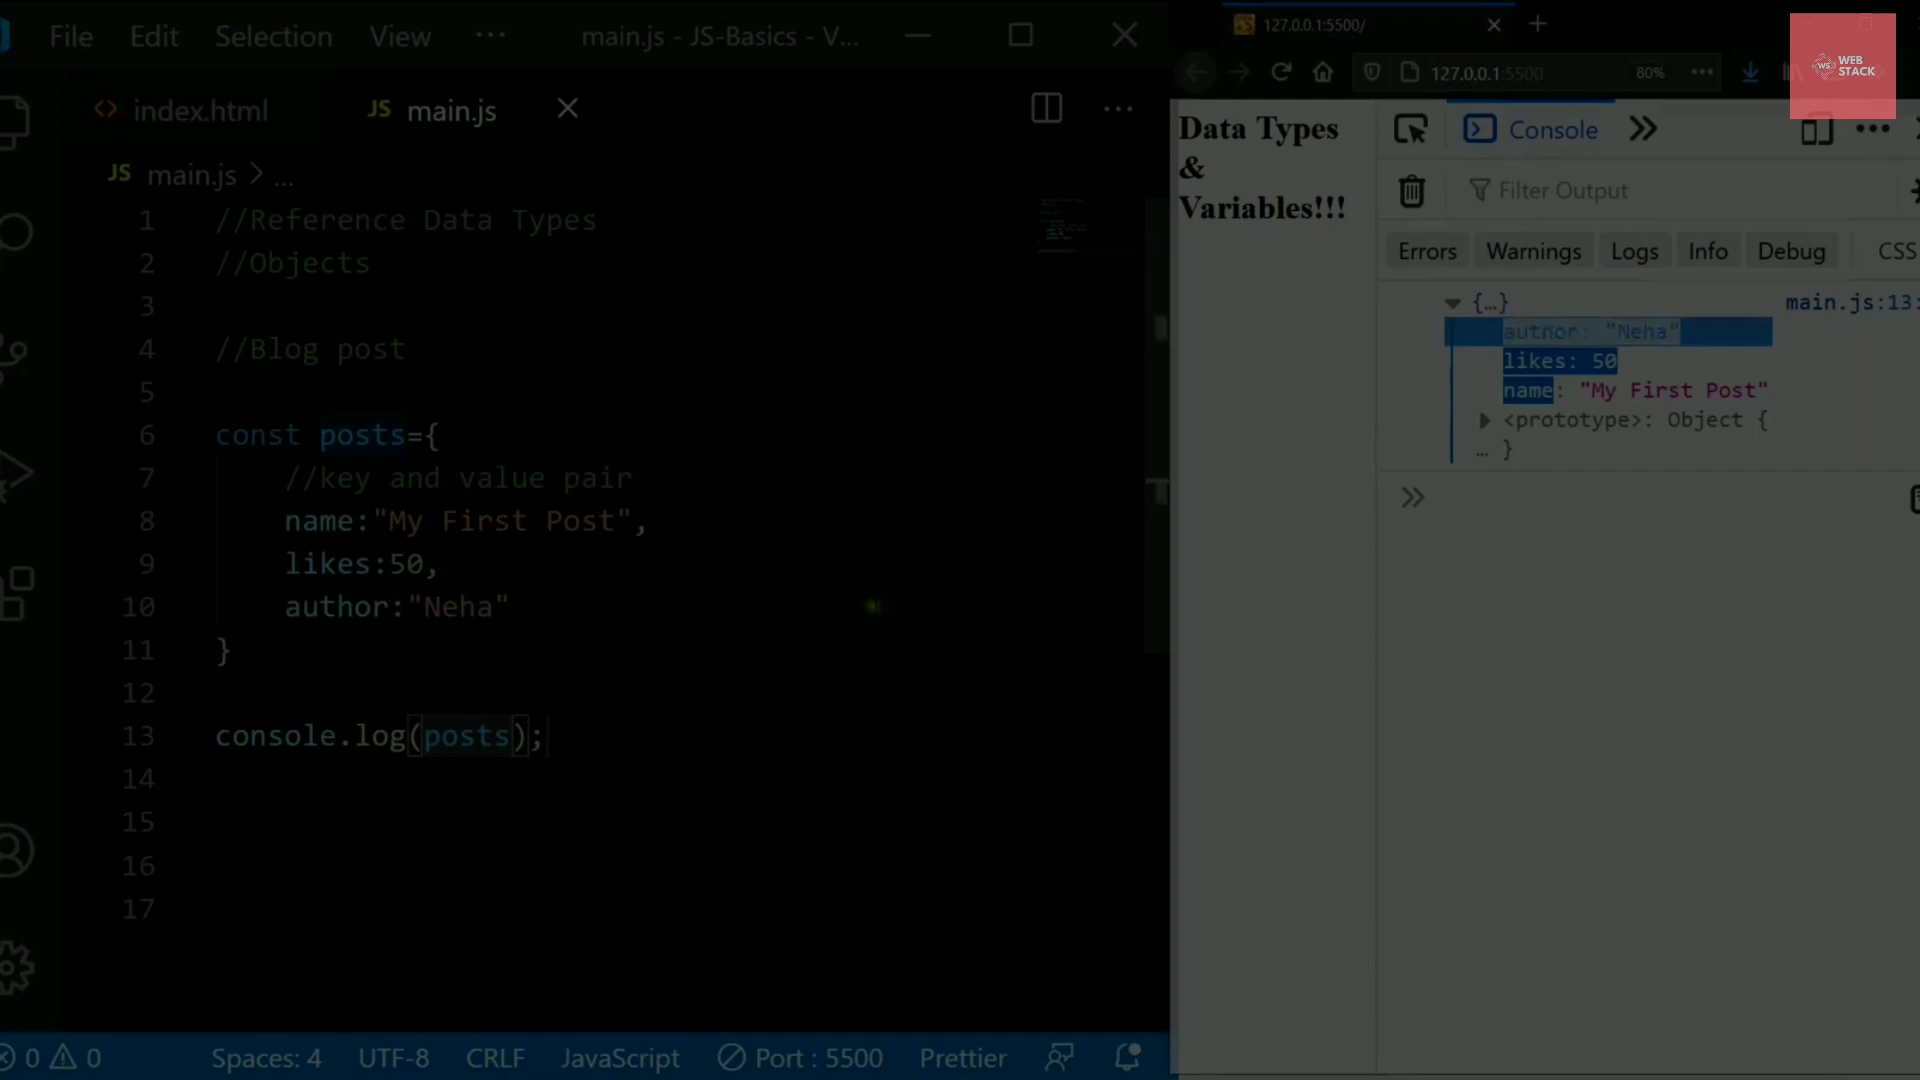 File Edit Selection View ··· main.js - JS-Basics - V...
index.html JS main.js
JS main.js > ...
1 //Reference Data Types
2 //Objects
3
4 //Blog post
5
6 const posts={
7 //key and value pair
8 name:"My First Post",
9 likes:50,
10 author:"Neha"
11 }
12
13 console.log(posts);
14
15
16
17
0 0 Spaces: 4 UTF-8 CRLF JavaScript Port : 5500 Prettier
127.0.0.1:5500/
127.0.0.1:5500 80% ···
WS WEB
STACK
Data Types
&
Variables!!!
Console
Filter Output
Errors Warnings Logs Info Debug CSS
{…} main.js:13:
author: "Neha"
likes: 50
name: "My First Post"
<prototype>: Object {
… }